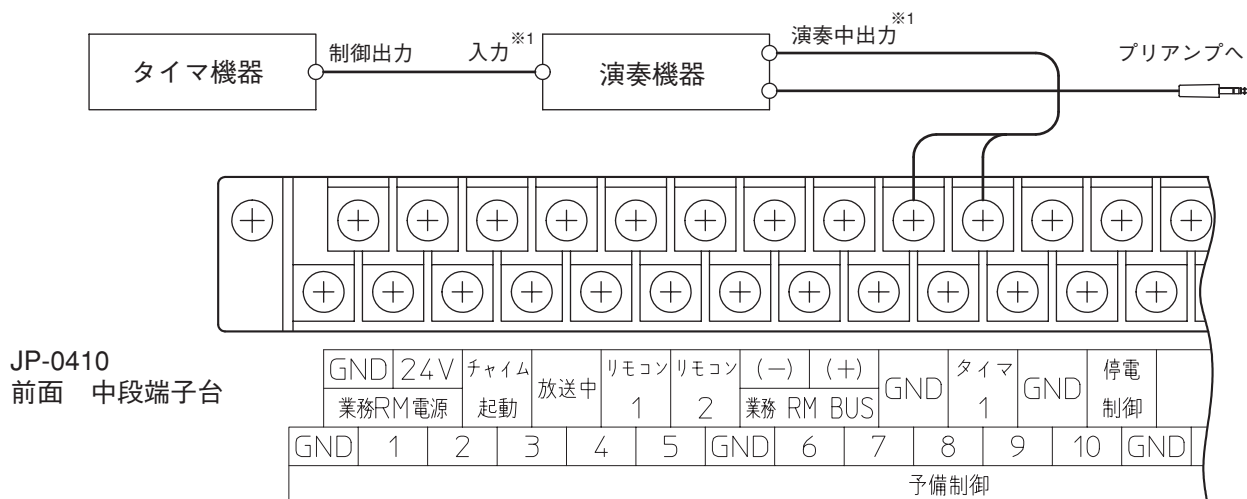 制御出力 入力※1 演奏中出力※1
タイマ機器 演奏機器 プリアンプへ
JP-0410
前面 中段端子台
GND 24V チャイム 放送中 リモコン リモコン (−) (+) GND タイマ GND 停電
業務RM電源 起動 1 2 業務 RM BUS 1 制御
GND 1 2 3 4 5 GND 6 7 8 9 10 GND
予備制御